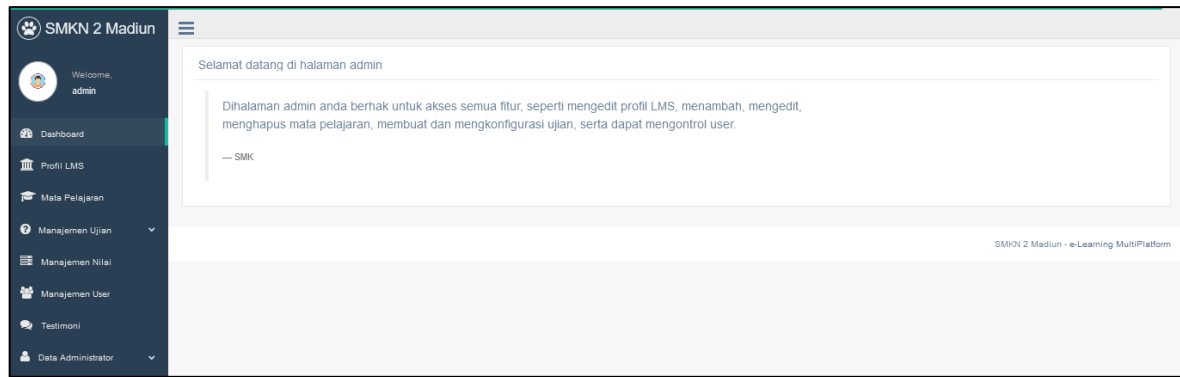 SMKN 2 Madiun
Welcome,
admin
Dashboard
Profil LMS
Mata Pelajaran
Manajemen Ujian
Manajemen Nilai
Manajemen User
Testimoni
Data Administrator
Selamat datang di halaman admin
Dihalaman admin anda berhak untuk akses semua fitur, seperti mengedit profil LMS, menambah, mengedit,
menghapus mata pelajaran, membuat dan mengkonfigurasi ujian, serta dapat mengontrol user.
— SMK
SMKN 2 Madiun - e-Learning MultiPlatform